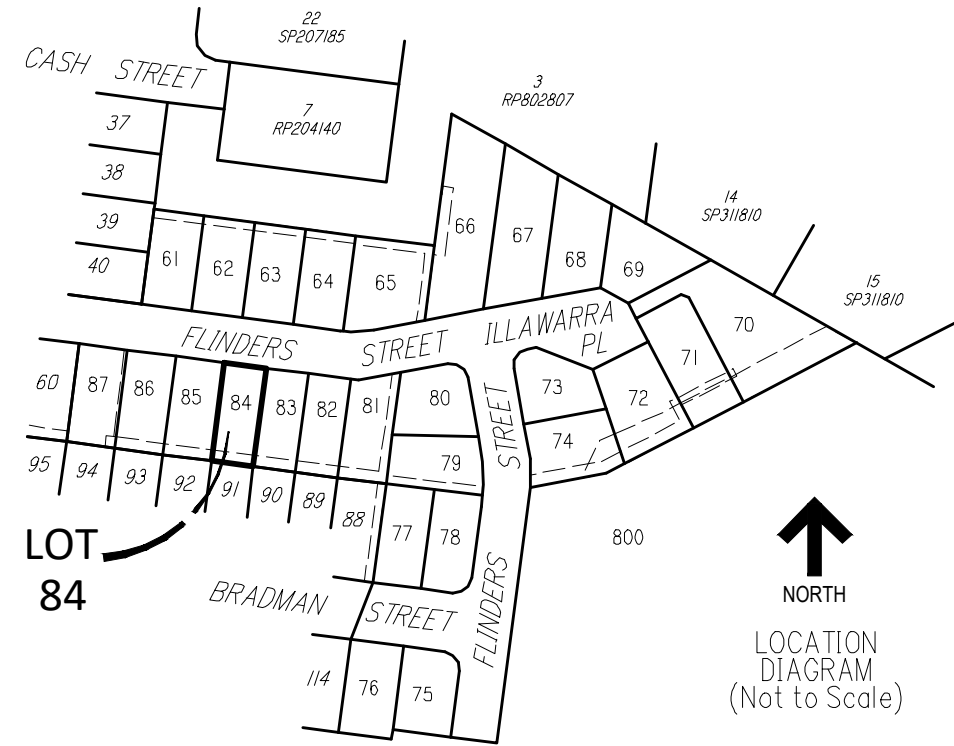 22
SP207185
CASH STREET
3
RP802807
7
RP204140
37
38
39
40
14
SP311810
15
SP311810
66
67
68
69
70
61
62
63
64
65
FLINDERS STREET
ILLAWARRA
PL
71
72
73
74
60
87
86
85
84
83
82
81
80
79
STREET
FLINDERS
95
94
93
92
91
90
89
88
77
78
800
LOT
84
BRADMAN STREET
114
76
75
NORTH
LOCATION
DIAGRAM
(Not to Scale)